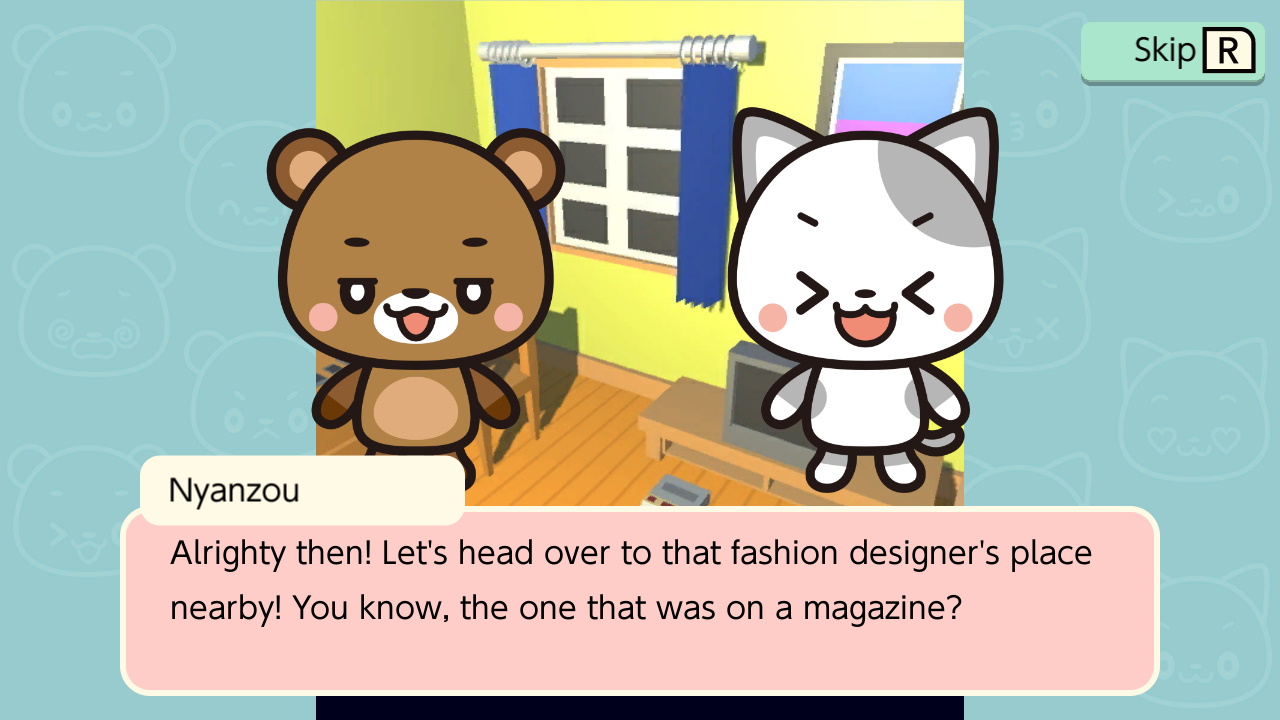 Skip R
Nyanzou
Alrighty then! Let's head over to that fashion designer's place
nearby! You know, the one that was on a magazine?